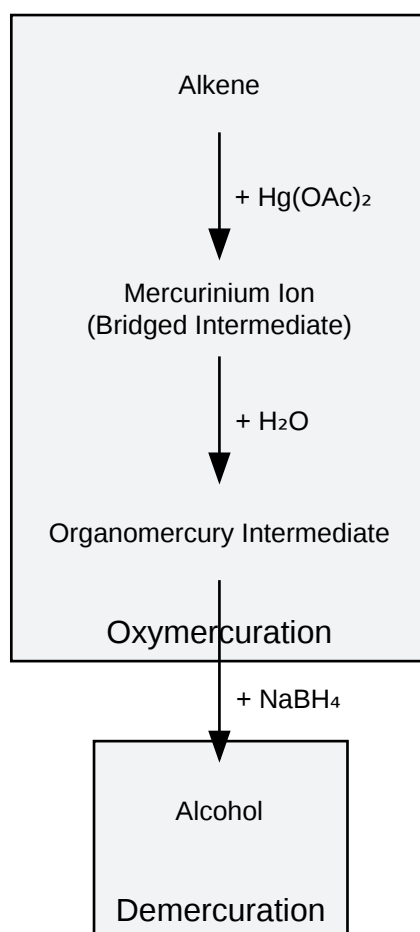 Alkene
+ Hg(OAc)₂
Mercurinium Ion
(Bridged Intermediate)
+ H₂O
Organomercury Intermediate
Oxymercuration
+ NaBH₄
Alcohol
Demercuration